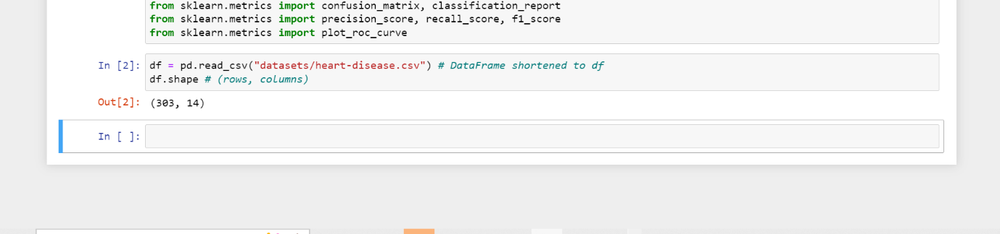 from sklearn.metrics import confusion_matrix, classification_report
from sklearn.metrics import precision_score, recall_score, f1_score
from sklearn.metrics import plot_roc_curve
In [2]: df = pd.read_csv("datasets/heart-disease.csv") # DataFrame shortened to df
df.shape # (rows, columns)
Out[2]: (303, 14)
In [ ]: